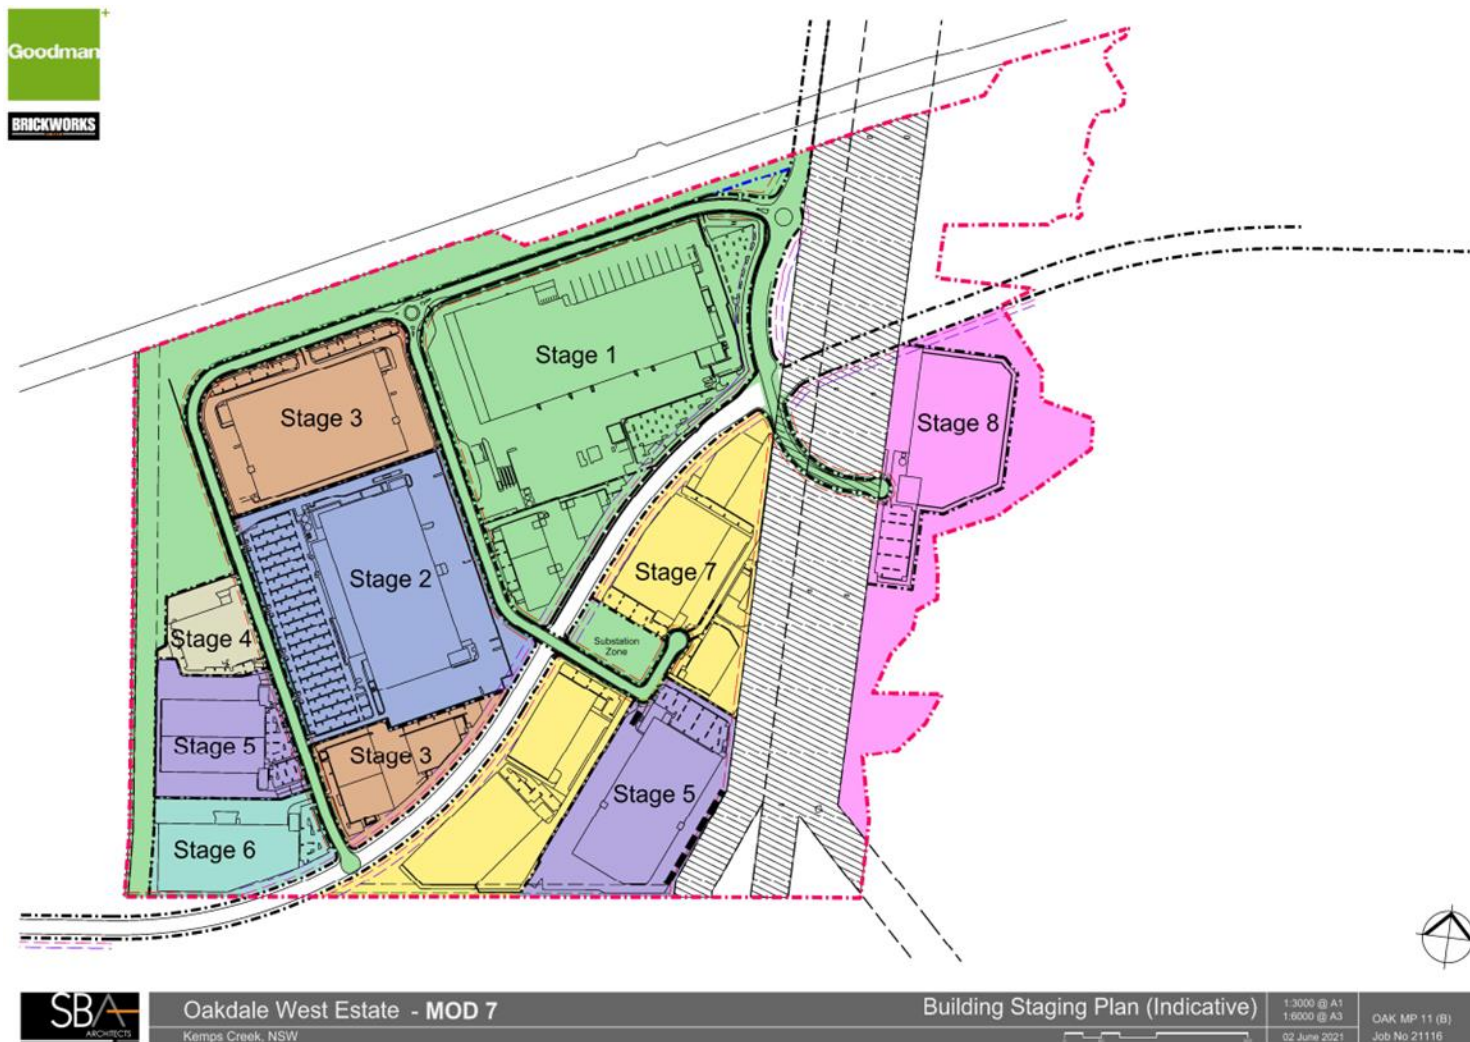 Goodman
BRICKWORKS
Stage 1
Stage 3
Stage 8
Stage 2
Stage 7
Stage 4
Substation
Zone
Stage 5
Stage 3
Stage 5
Stage 6
SBA
ARCHITECTS
Oakdale West Estate - MOD 7
Kemps Creek, NSW
Building Staging Plan (Indicative)
1:3000 @ A1
1:6000 @ A3
02 June 2021
OAK MP 11 (B)
Job No 21116